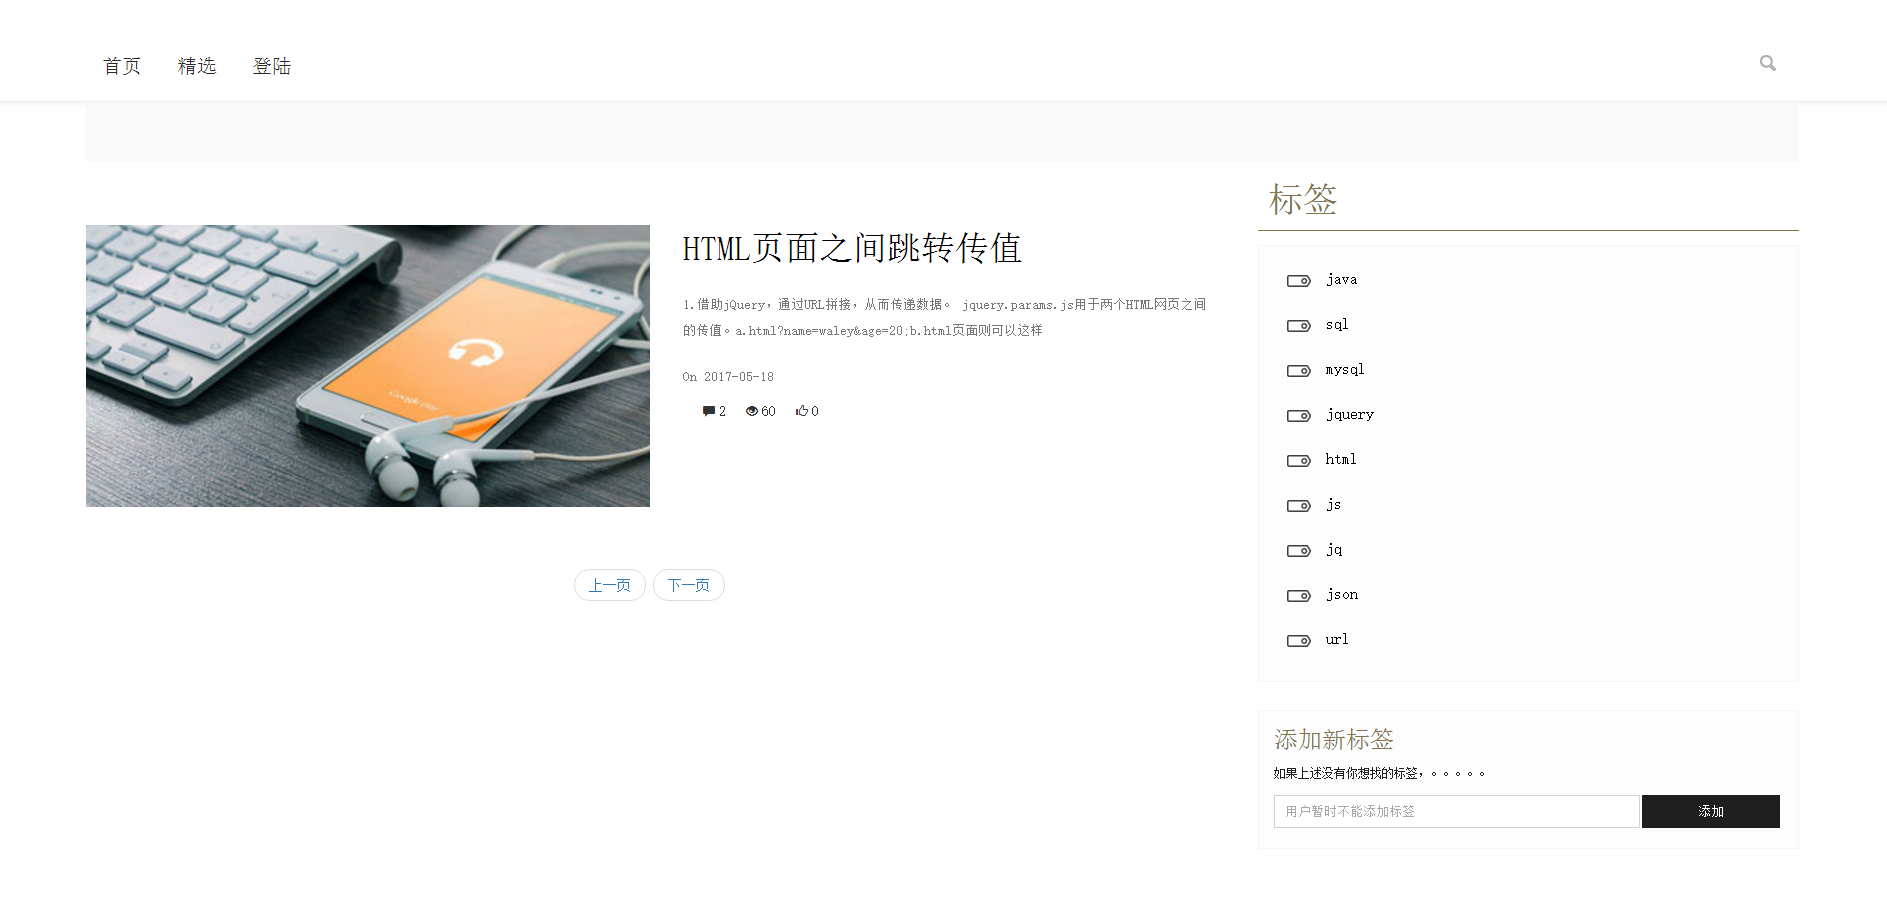 首页 精选 登陆
HTML页面之间跳转传值
1.借助jQuery，通过URL拼接，从而传递数据。 jquery.params.js用于两个HTML网页之间
的传值。a.html?name=waley&age=20;b.html页面则可以这样
On 2017-05-18
2 60 0
上一页 下一页
标签
java
sql
mysql
jquery
html
js
jq
json
url
添加新标签
如果上述没有你想找的标签，。。。。。
用户暂时不能添加标签 添加